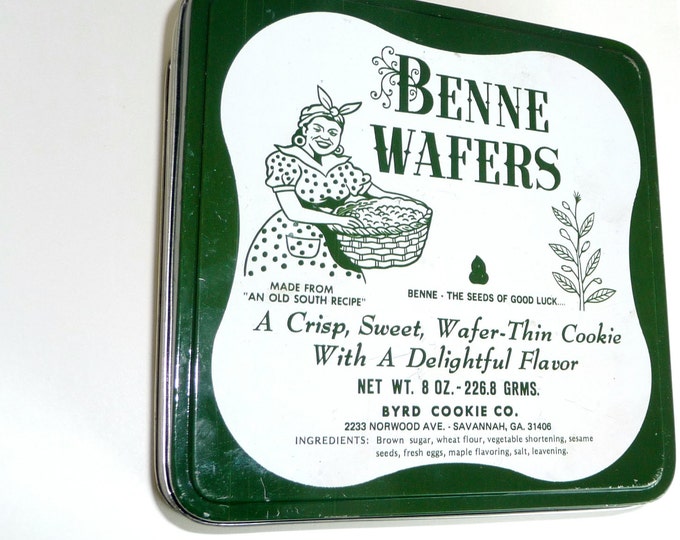 BENNE
WAFERS
MADE FROM
"AN OLD SOUTH RECIPE"
BENNE - THE SEEDS OF GOOD LUCK....
A Crisp, Sweet, Wafer-Thin Cookie
With A Delightful Flavor
NET WT. 8 OZ.-226.8 GRMS.
BYRD COOKIE CO.
2233 NORWOOD AVE. - SAVANNAH, GA. 31406
INGREDIENTS: Brown sugar, wheat flour, vegetable shortening, sesame
seeds, fresh eggs, maple flavoring, salt, leavening.